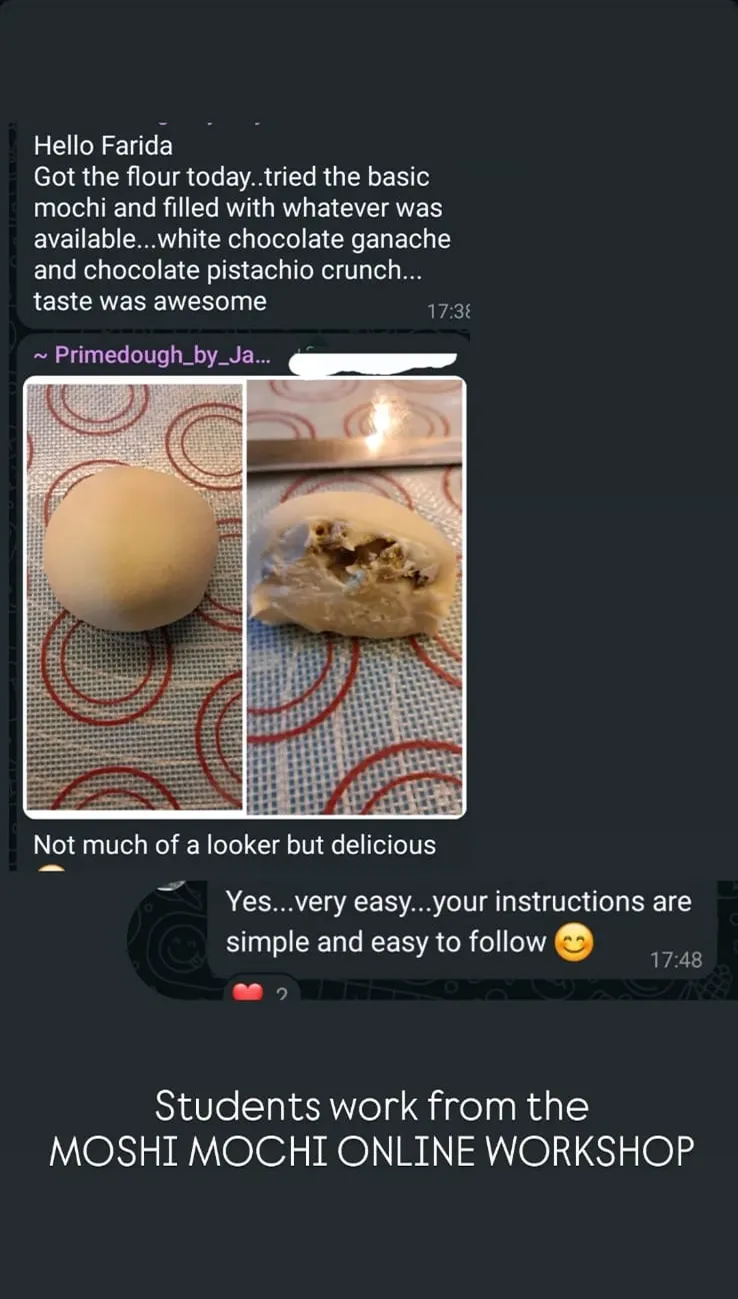 Hello Farida
Got the flour today..tried the basic
mochi and filled with whatever was
available...white chocolate ganache
and chocolate pistachio crunch...
taste was awesome
17:38
~ Primedough_by_Ja...
Not much of a looker but delicious
Yes...very easy...your instructions are
simple and easy to follow 😊
17:48
❤️ 2
Students work from the
MOSHI MOCHI ONLINE WORKSHOP